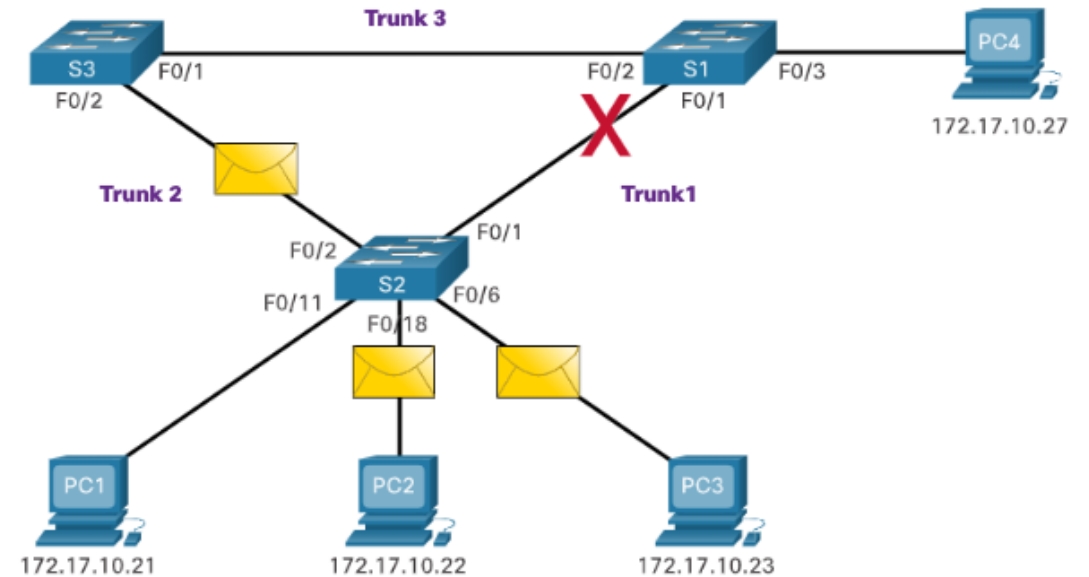 Trunk 3
S3
F0/1
F0/2
F0/2
S1
F0/3
F0/1
PC4
172.17.10.27
Trunk 2
Trunk1
F0/2
F0/1
S2
F0/11
F0/6
F0/18
PC1
PC2
PC3
172.17.10.21
172.17.10.22
172.17.10.23